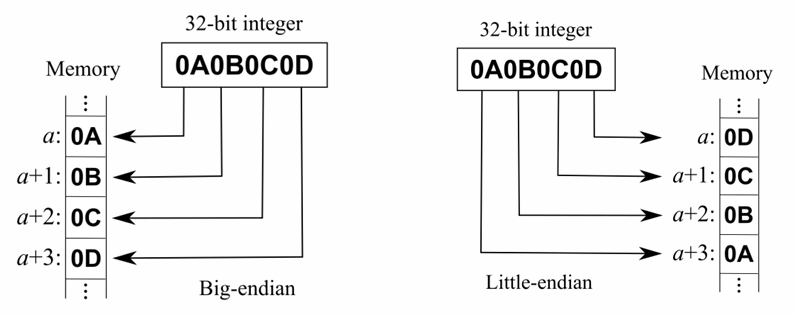 32-bit integer
0A0B0C0D
Memory
⋮
a: 0A
a+1: 0B
a+2: 0C
a+3: 0D
⋮
Big-endian
32-bit integer
0A0B0C0D
Memory
⋮
a: 0D
a+1: 0C
a+2: 0B
a+3: 0A
⋮
Little-endian